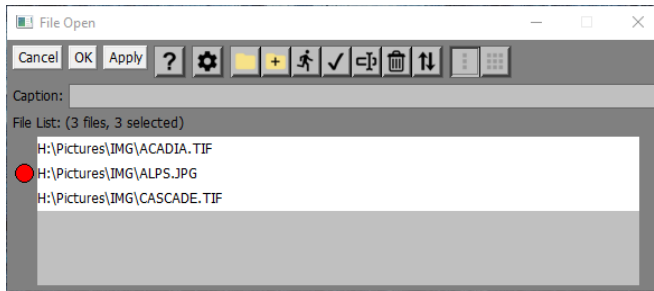 File Open
Cancel OK Apply ?
Caption:
File List: (3 files, 3 selected)
H:\Pictures\IMG\ACADIA.TIF
H:\Pictures\IMG\ALPS.JPG
H:\Pictures\IMG\CASCADE.TIF